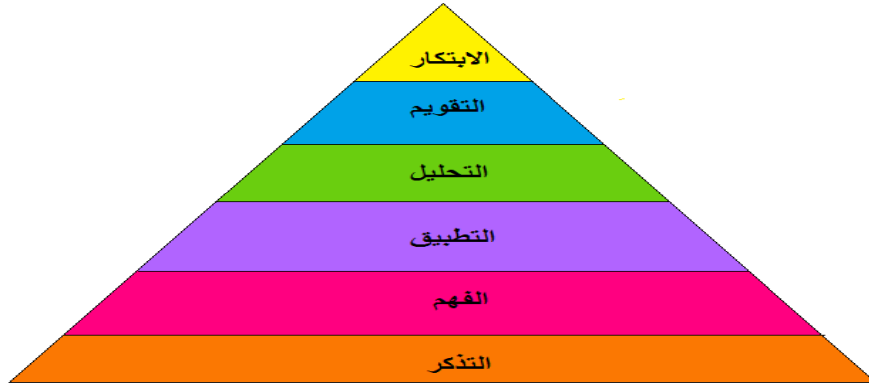 الابتكار
التقويم
التحليل
التطبيق
الفهم
التذكر